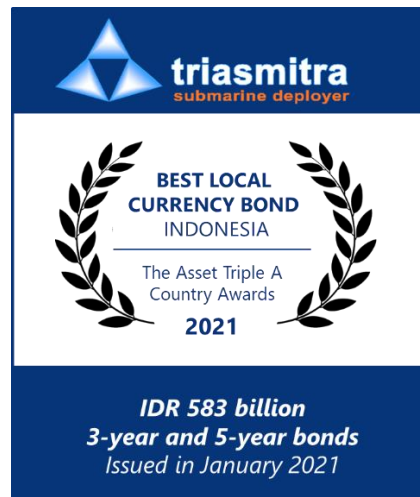 triasmitra
submarine deployer
BEST LOCAL
CURRENCY BOND
INDONESIA
The Asset Triple A
Country Awards
2021
IDR 583 billion
3-year and 5-year bonds
Issued in January 2021